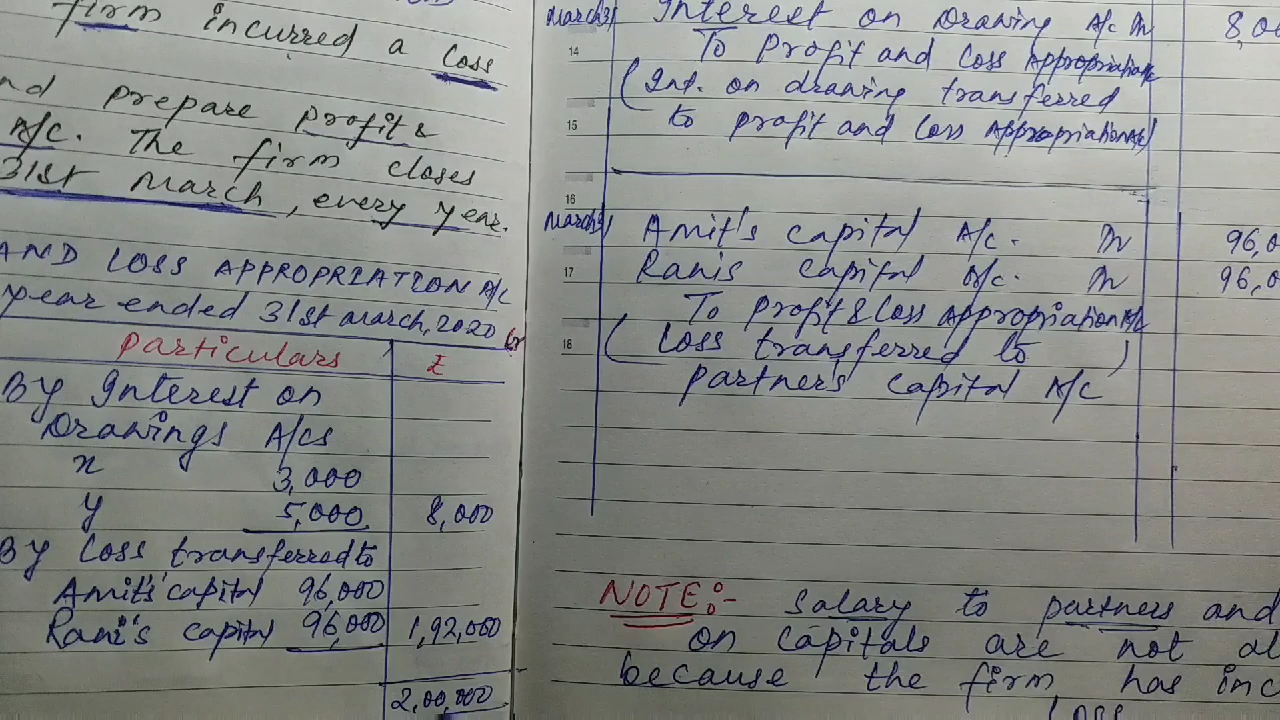 firm incurred a loss
nd prepare profit &
A/c. The firm closes
31st March, every year.
AND LOSS APPROPRIATION A/c
year ended 31st march, 2020
Cr
Particulars ₹
By Interest on
Drawings A/cs
x 3,000
y 5,000 8,000
By loss transferred to
Amit's capital 96,000
Rani's capital 96,000 1,92,000
2,00,000
March 31 Interest on Drawing A/c Dr 8,00
14 To Profit and Loss Appropriation
(Int. on drawing transferred
15 to profit and loss Appropriation A/c)
16
March 31 Amit's capital A/c. Dr 96,0
17 Ranis capital A/c. Dr 96,0
To Profit & Loss Appropriation A/c
18 (Loss transferred to )
partner's capital A/c
NOTE:- Salary to partners and
on capitals are not al
because the firm has inc
loss